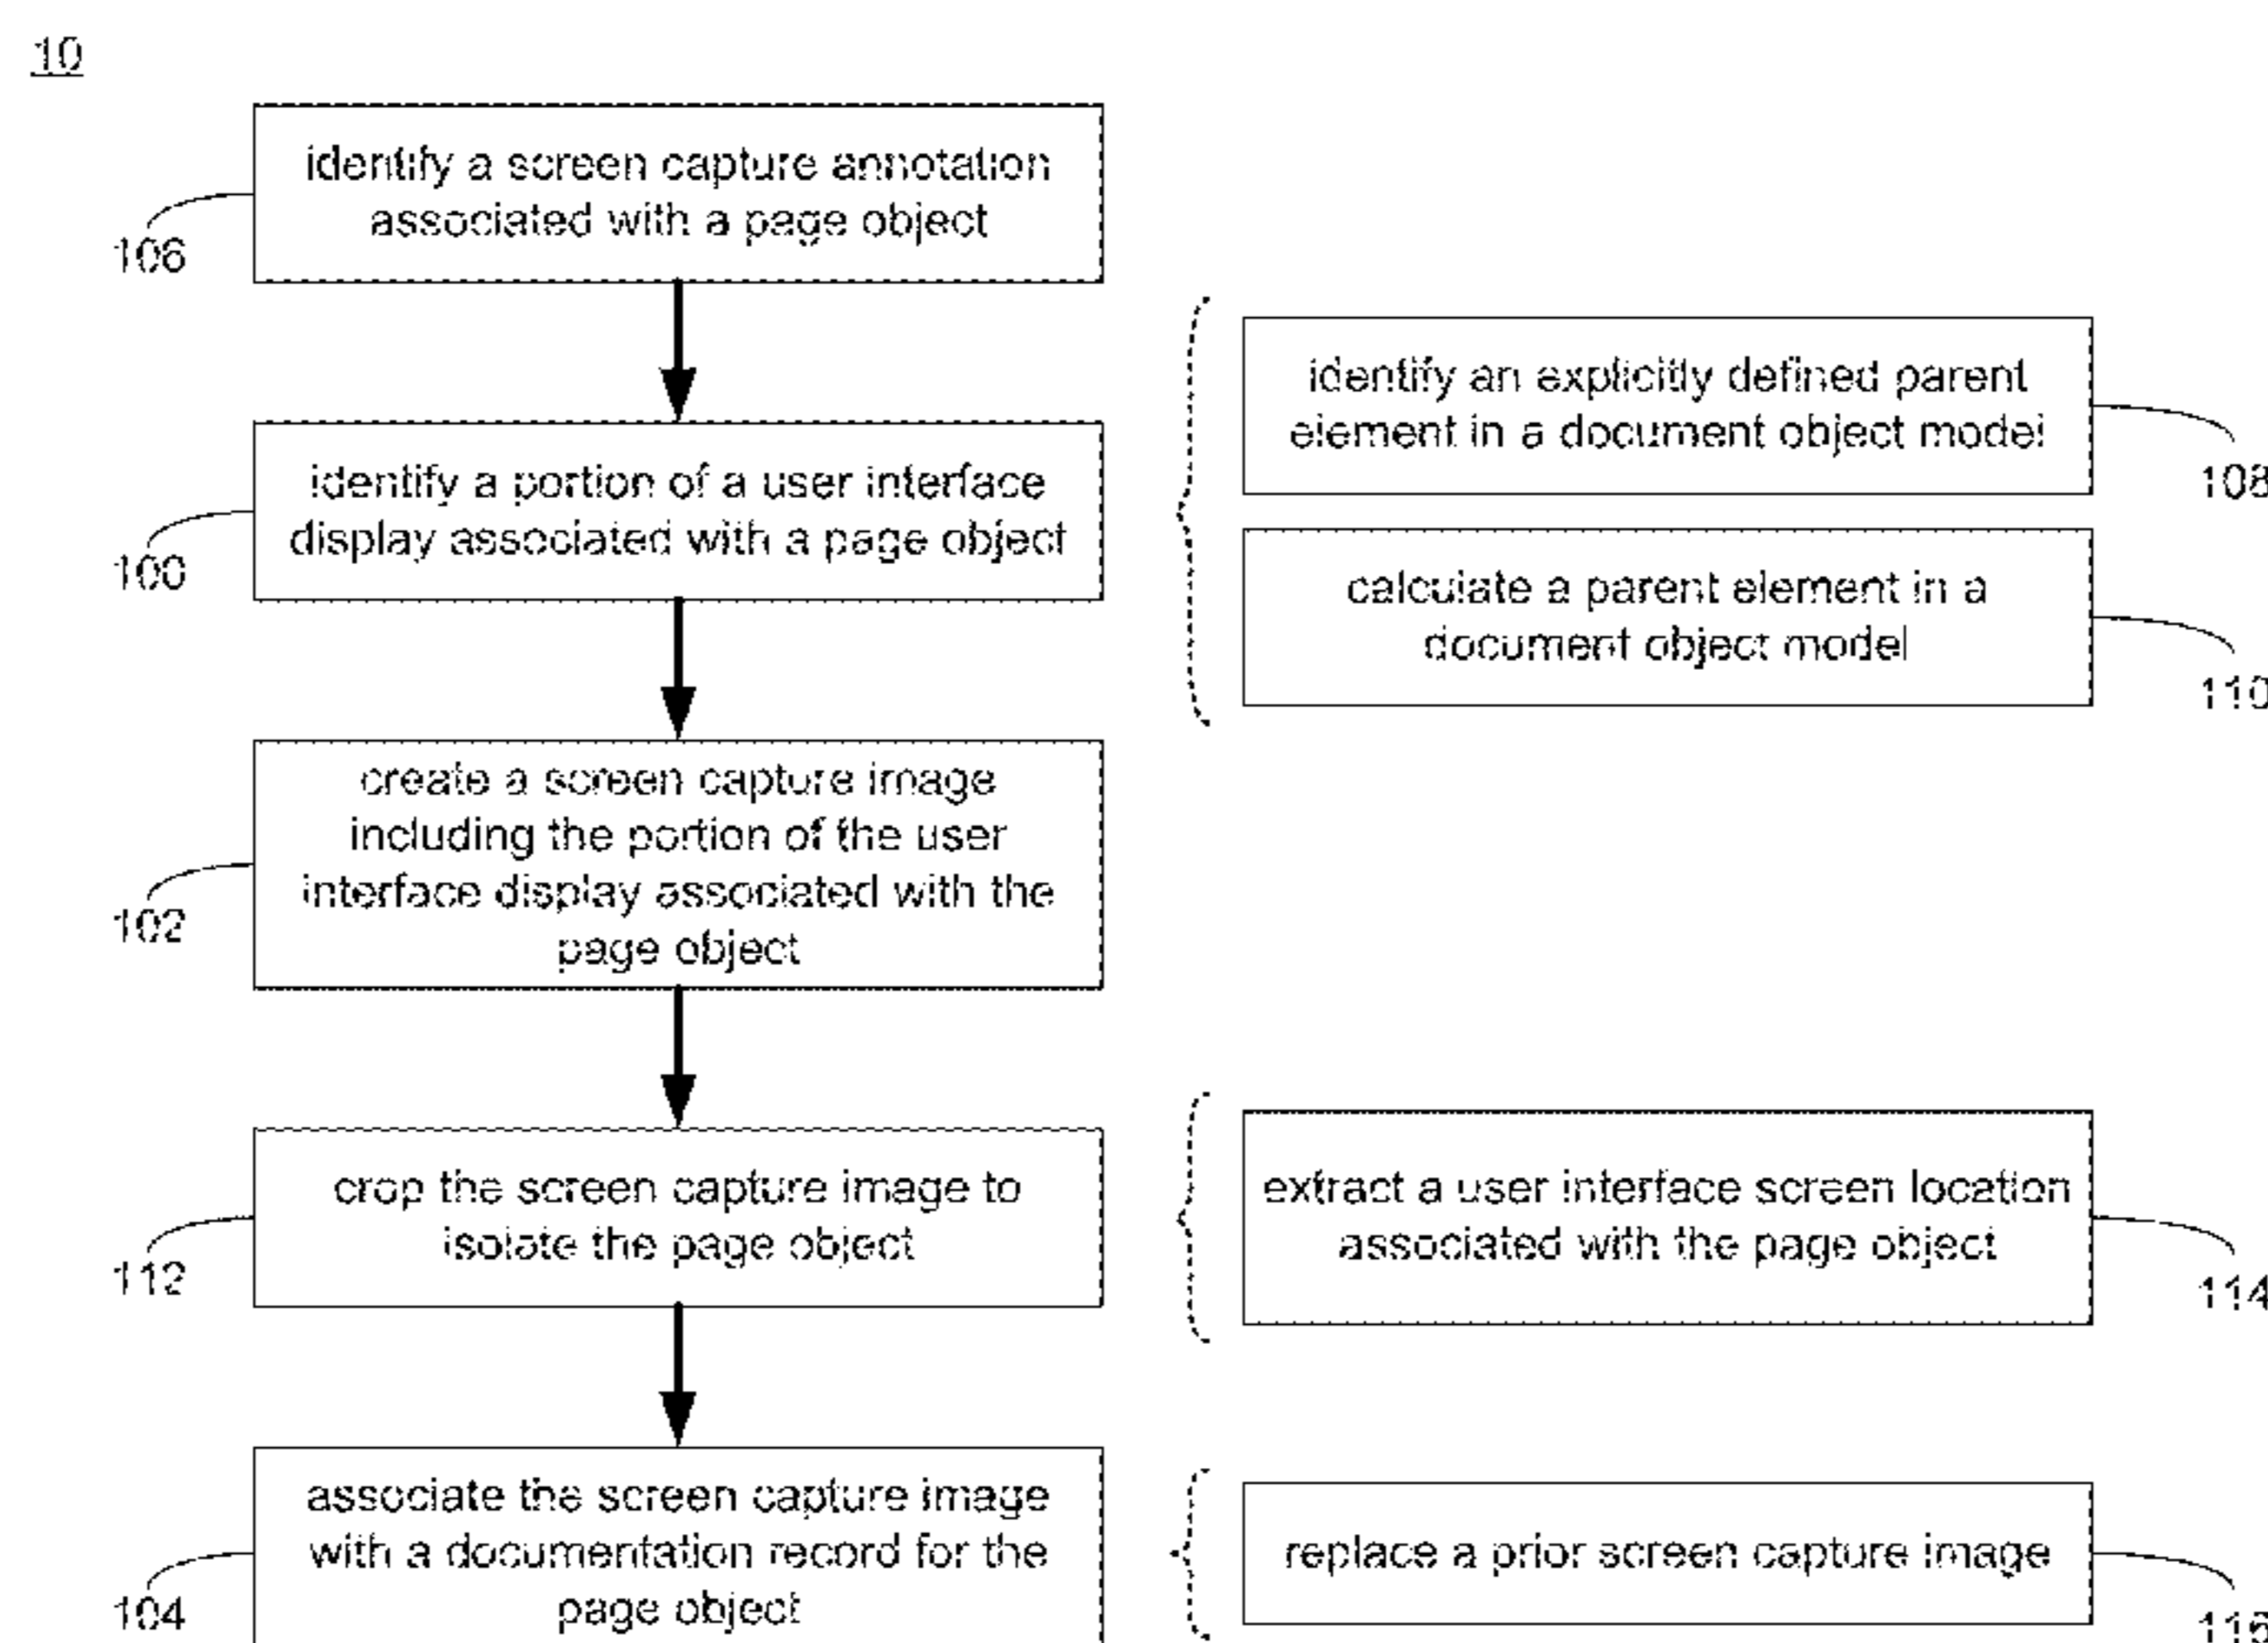 10
identify a screen capture annotation
associated with a page object
106
identify a portion of a user interface
display associated with a page object
100
identify an explicitly defined parent
element in a document object model
108
calculate a parent element in a
document object model
110
create a screen capture image
including the portion of the user
interface display associated with the
page object
102
crop the screen capture image to
isolate the page object
112
extract a user interface screen location
associated with the page object
114
associate the screen capture image
with a documentation record for the
page object
104
replace a prior screen capture image
116